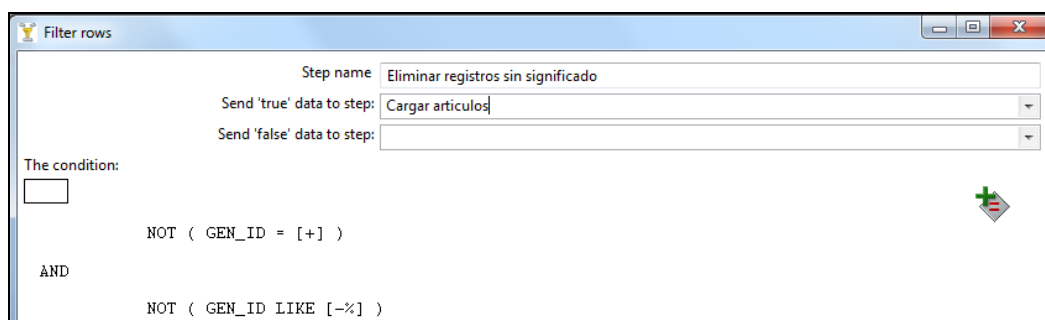 Filter rows
Step name Eliminar registros sin significado
Send 'true' data to step: Cargar articulos
Send 'false' data to step:
The condition:
NOT ( GEN_ID = [+] )
AND
NOT ( GEN_ID LIKE [-%] )